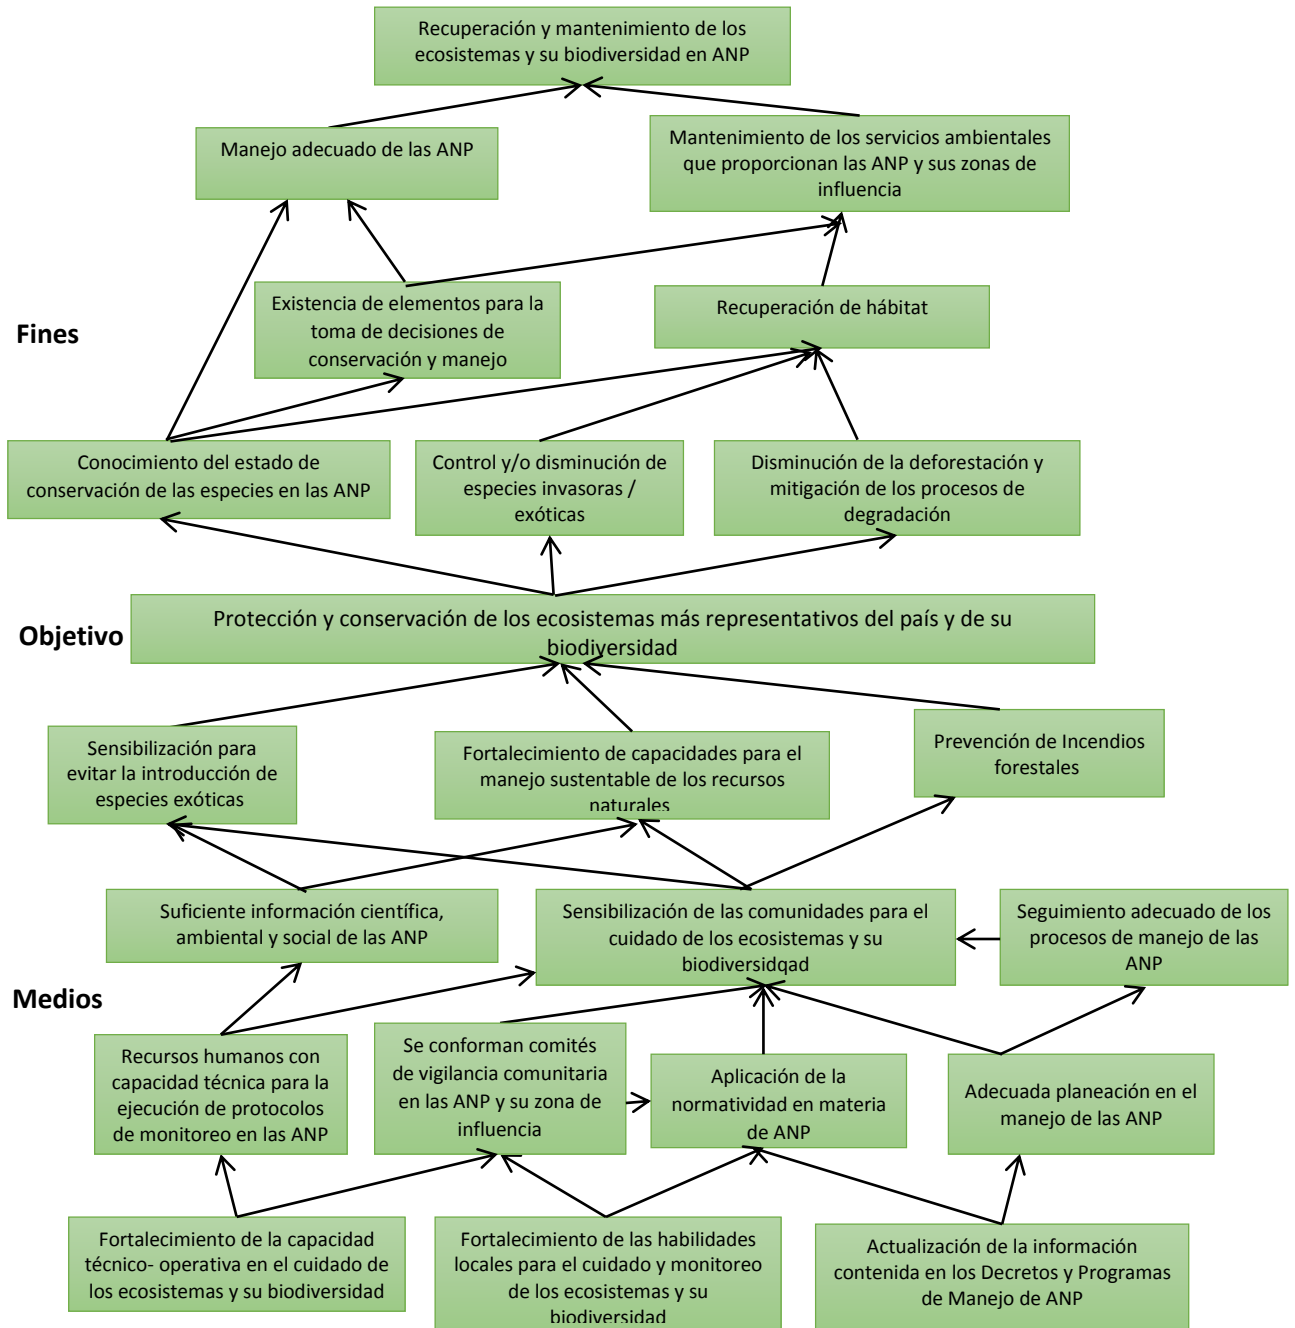 Recuperación y mantenimiento de los
ecosistemas y su biodiversidad en ANP
Manejo adecuado de las ANP
Mantenimiento de los servicios ambientales
que proporcionan las ANP y sus zonas de
influencia
Fines
Existencia de elementos para la
toma de decisiones de
conservación y manejo
Recuperación de hábitat
Conocimiento del estado de
conservación de las especies en las ANP
Control y/o disminución de
especies invasoras /
exóticas
Disminución de la deforestación y
mitigación de los procesos de
degradación
Objetivo
Protección y conservación de los ecosistemas más representativos del país y de su
biodiversidad
Sensibilización para
evitar la introducción de
especies exóticas
Fortalecimiento de capacidades para el
manejo sustentable de los recursos
naturales
Prevención de Incendios
forestales
Suficiente información científica,
ambiental y social de las ANP
Sensibilización de las comunidades para el
cuidado de los ecosistemas y su
biodiversidqad
Seguimiento adecuado de los
procesos de manejo de las
ANP
Medios
Recursos humanos con
capacidad técnica para la
ejecución de protocolos
de monitoreo en las ANP
Se conforman comités
de vigilancia comunitaria
en las ANP y su zona de
influencia
Aplicación de la
normatividad en materia
de ANP
Adecuada planeación en el
manejo de las ANP
Fortalecimiento de la capacidad
técnico- operativa en el cuidado de
los ecosistemas y su biodiversidad
Fortalecimiento de las habilidades
locales para el cuidado y monitoreo
de los ecosistemas y su
biodiversidad
Actualización de la información
contenida en los Decretos y Programas
de Manejo de ANP